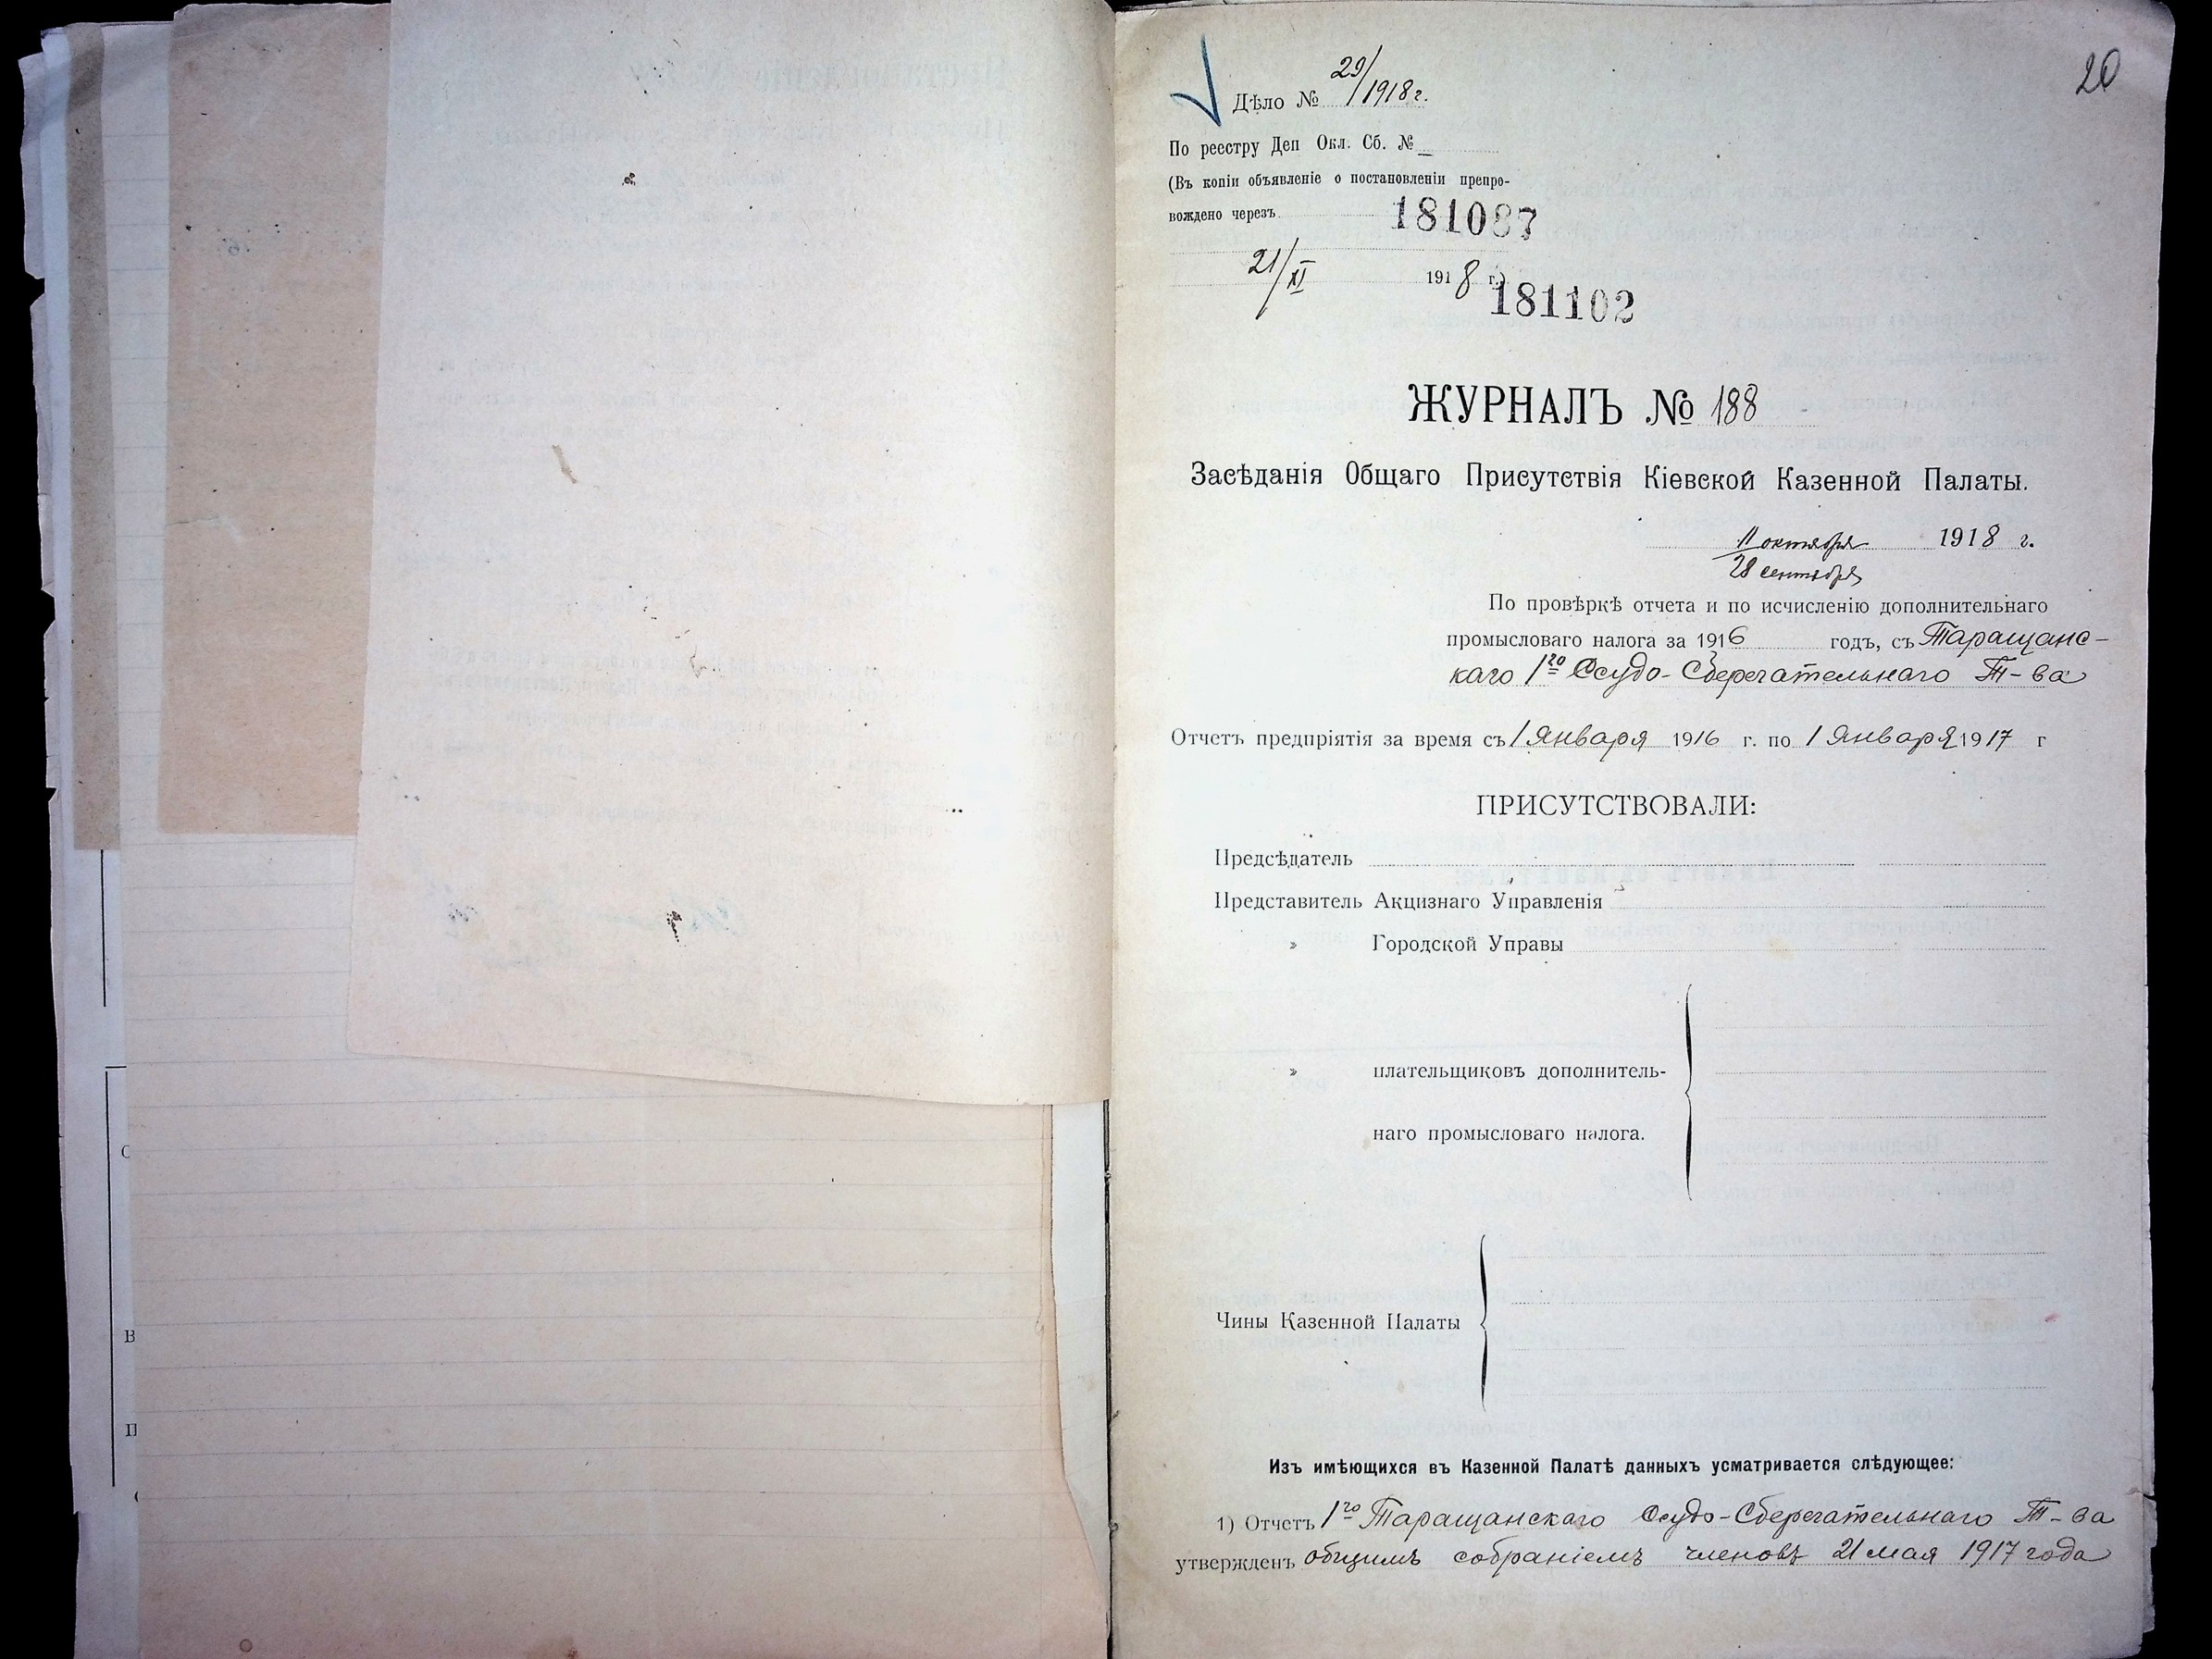 20
Дѣло № 29/1918 г.
По реестру Деп Окл. Сб. № –
(Въ копіи объявленіе о постановленіи препро-
вождено черезъ
181087
21/XI 1918 г.)
181102
ЖУРНАЛЪ № 188
Засѣданія Общаго Присутствія Кіевской Казенной Палаты.
11 октября 1918 г.
28 сентября
По провѣркѣ отчета и по исчисленію дополнительнаго
промысловаго налога за 1916 годъ, съ Таращанс-
каго 1го Ссудо-Сберегательнаго Т-ва
Отчетъ предпріятія за время съ 1 Января 1916 г. по 1 Января 1917 г
ПРИСУТСТВОВАЛИ:
Предсѣдатель
Представитель Акцизнаго Управленія
» Городской Управы
» плательщиковъ дополнитель-
наго промысловаго налога.
Чины Казенной Палаты
Изъ имѣющихся въ Казенной Палатѣ данныхъ усматривается слѣдующее:
1) Отчетъ 1го Таращанскаго Ссудо-Сберегательнаго Т-ва
утвержденъ общимъ собраніемъ членовъ 21 мая 1917 года